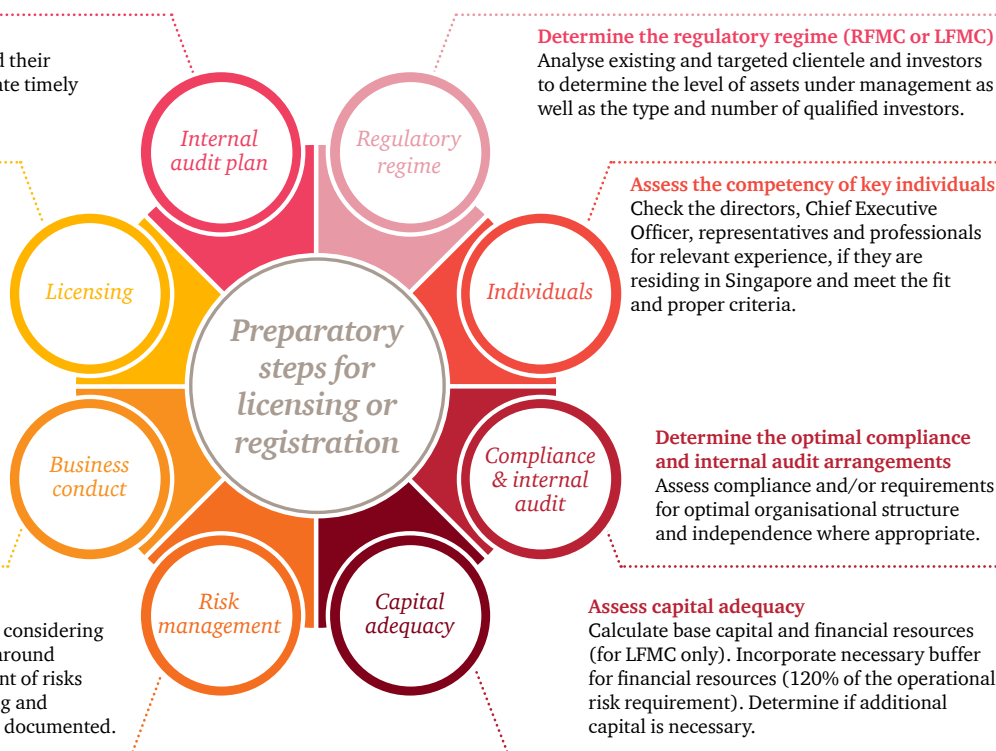 Determine the regulatory regime (RFMC or LFMC)
Analyse existing and targeted clientele and investors
to determine the level of assets under management as
well as the type and number of qualified investors.
their
timely
Internal
audit plan
Regulatory
regime
Assess the competency of key individuals
Check the directors, Chief Executive
Officer, representatives and professionals
for relevant experience, if they are
residing in Singapore and meet the fit
and proper criteria.
Licensing
Individuals
Preparatory
steps for
licensing or
registration
Business
conduct
Compliance
& internal
audit
Determine the optimal compliance
and internal audit arrangements
Assess compliance and/or requirements
for optimal organisational structure
and independence where appropriate.
Risk
management
Capital
adequacy
considering
around
of risks
and
documented.
Assess capital adequacy
Calculate base capital and financial resources
(for LFMC only). Incorporate necessary buffer
for financial resources (120% of the operational
risk requirement). Determine if additional
capital is necessary.